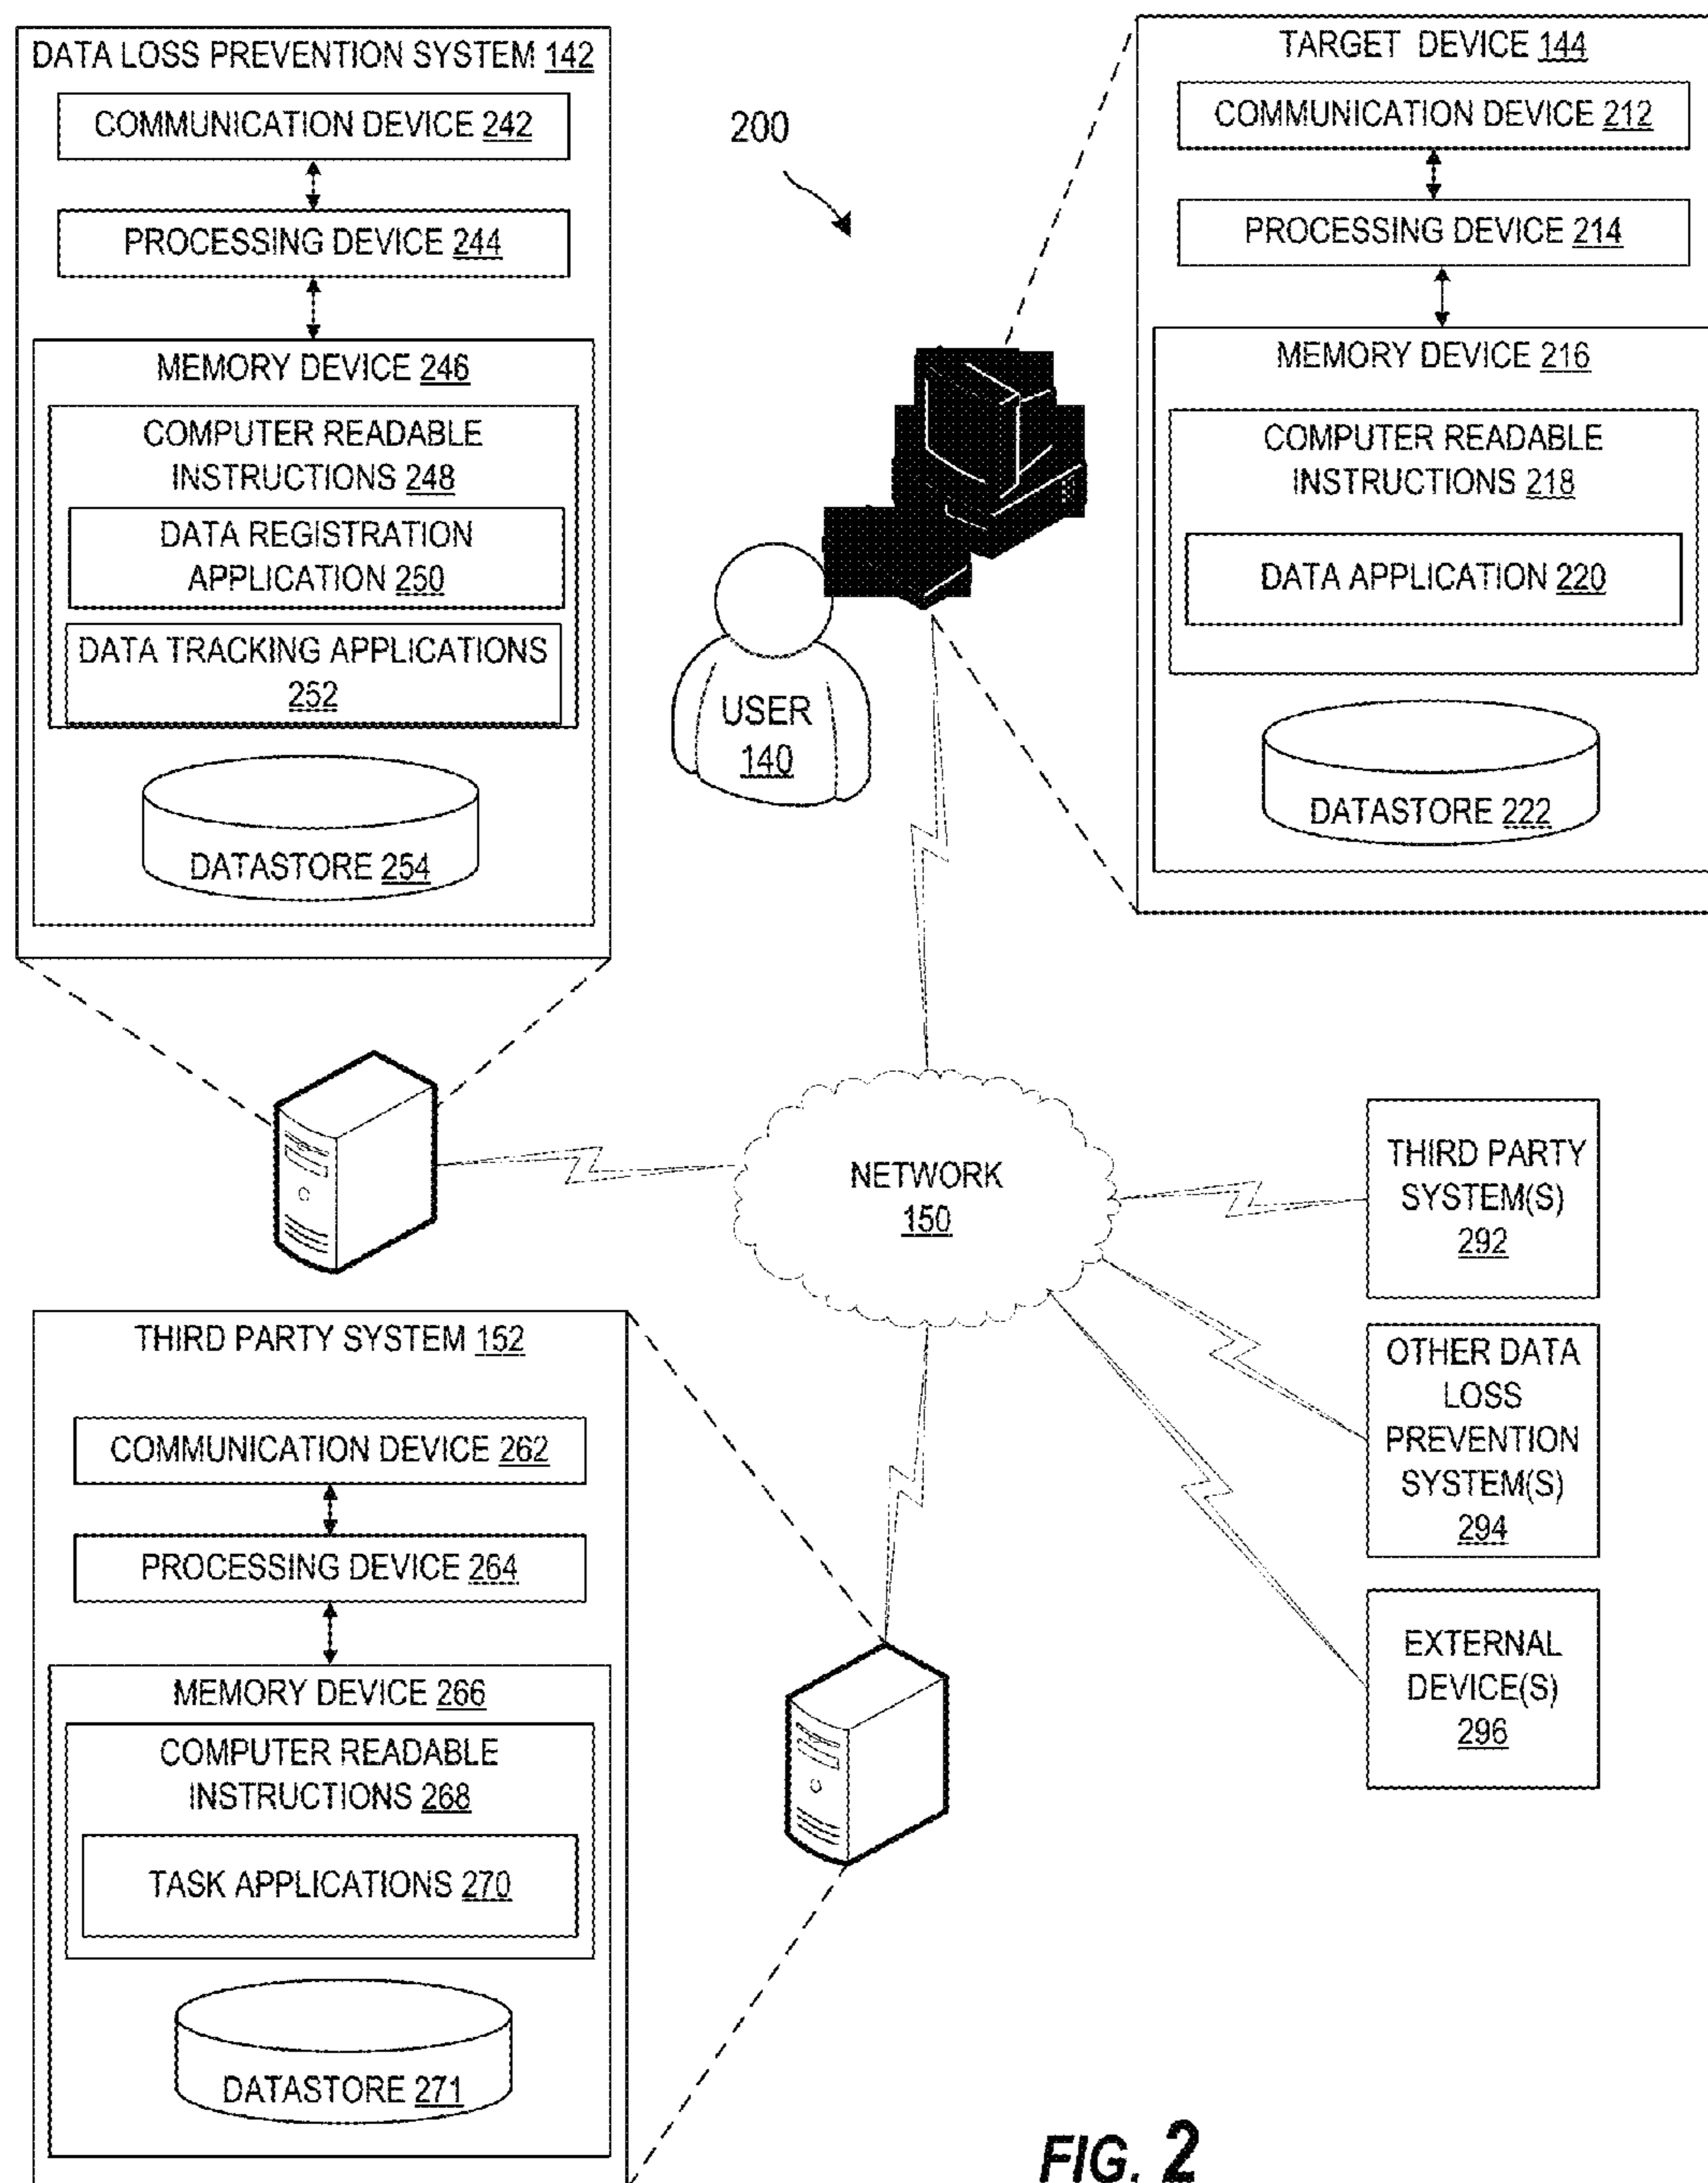 DATA LOSS PREVENTION SYSTEM 142
COMMUNICATION DEVICE 242
PROCESSING DEVICE 244
MEMORY DEVICE 246
COMPUTER READABLE
INSTRUCTIONS 248
DATA REGISTRATION
APPLICATION 250
DATA TRACKING APPLICATIONS
252
DATASTORE 254
200
USER
140
TARGET DEVICE 144
COMMUNICATION DEVICE 212
PROCESSING DEVICE 214
MEMORY DEVICE 216
COMPUTER READABLE
INSTRUCTIONS 218
DATA APPLICATION 220
DATASTORE 222
NETWORK
150
THIRD PARTY
SYSTEM(S)
292
OTHER DATA
LOSS
PREVENTION
SYSTEM(S)
294
EXTERNAL
DEVICE(S)
296
THIRD PARTY SYSTEM 152
COMMUNICATION DEVICE 262
PROCESSING DEVICE 264
MEMORY DEVICE 266
COMPUTER READABLE
INSTRUCTIONS 268
TASK APPLICATIONS 270
DATASTORE 271
FIG. 2